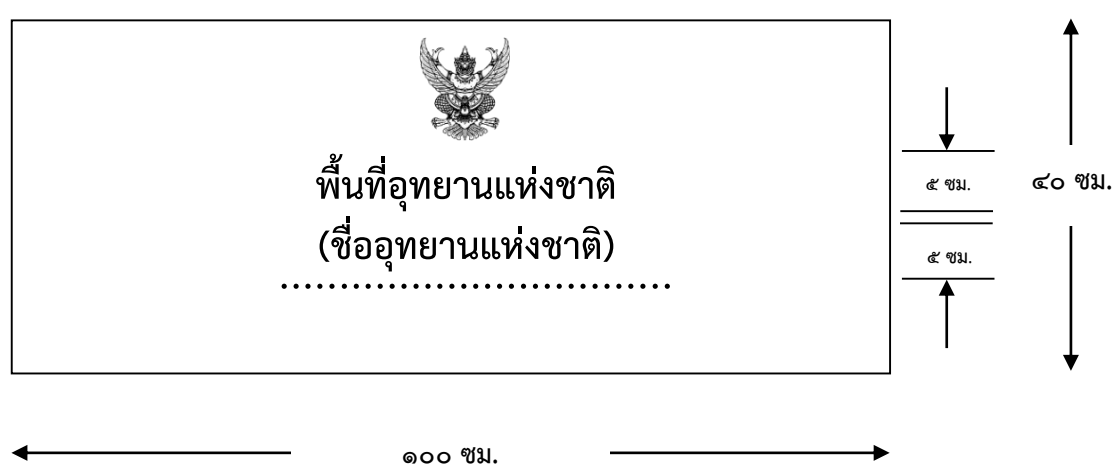 พื้นที่อุทยานแห่งชาติ
(ชื่ออุทยานแห่งชาติ)
.................................
๕ ซม.
๕ ซม.
๔๐ ซม.
๑๐๐ ซม.